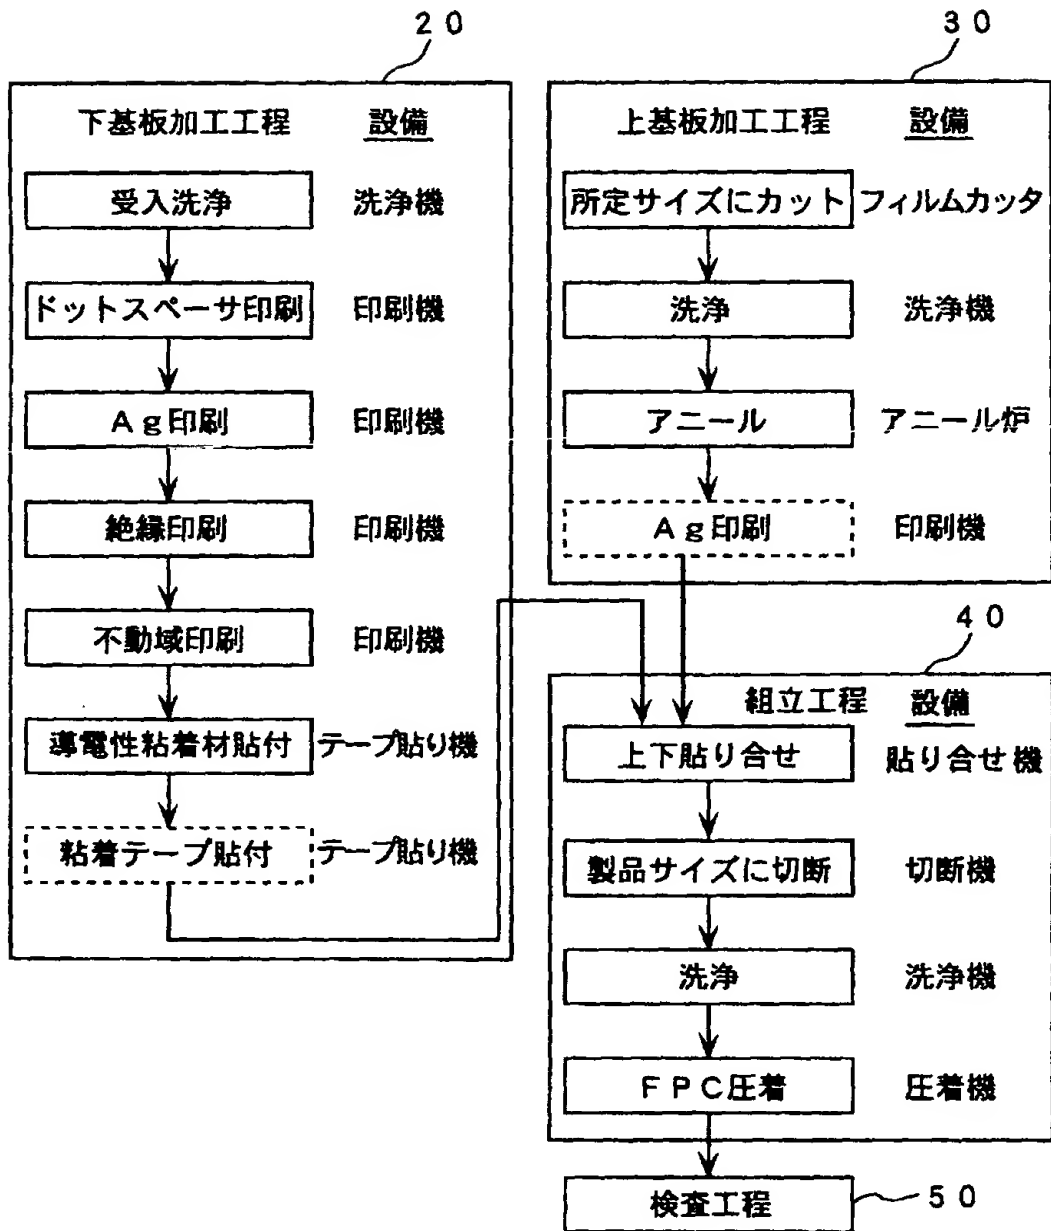 20
下基板加工工程 設備
受入洗浄 洗浄機
ドットスペーサ印刷 印刷機
Ag印刷 印刷機
絶縁印刷 印刷機
不動域印刷 印刷機
導電性粘着材貼付 テープ貼り機
粘着テープ貼付 テープ貼り機
30
上基板加工工程 設備
所定サイズにカット フィルムカッタ
洗浄 洗浄機
アニール アニール炉
Ag印刷 印刷機
40
組立工程 設備
上下貼り合せ 貼り合せ機
製品サイズに切断 切断機
洗浄 洗浄機
FPC圧着 圧着機
検査工程 50